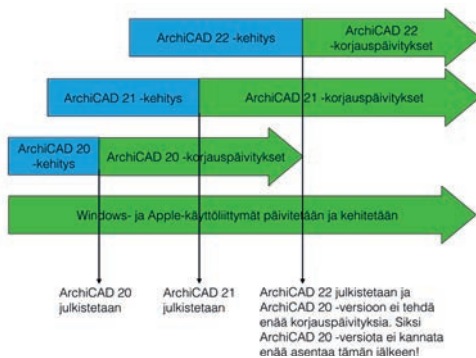 ArchiCAD 22 -kehitys
ArchiCAD 22
-korjauspäivitykset
ArchiCAD 21 -kehitys
ArchiCAD 21 -korjauspäivitykset
ArchiCAD 20
-kehitys
ArchiCAD 20 -korjauspäivitykset
Windows- ja Apple-käyttöliittymät päivitetään ja kehitetään
ArchiCAD 20
julkistetaan
ArchiCAD 21
julkistetaan
ArchiCAD 22 julkistetaan ja
ArchiCAD 20 -versioon ei tehdä
enää korjauspäivityksia. Siksi
ArchiCAD 20 -versiota ei kannata
enää asentaa tämän jälkeen!